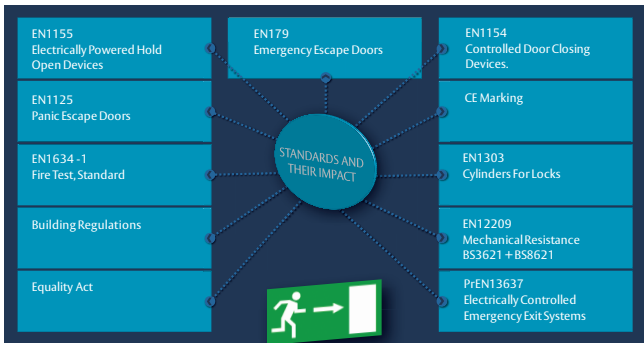 EN1155
Electrically Powered Hold
Open Devices
EN1125
Panic Escape Doors
EN1634 -1
Fire Test, Standard
Building Regulations
Equality Act
EN179
Emergency Escape Doors
STANDARDS AND
THEIR IMPACT
EN1154
Controlled Door Closing
Devices.
CE Marking
EN1303
Cylinders For Locks
EN12209
Mechanical Resistance
BS3621 + BS8621
PrEN13637
Electrically Controlled
Emergency Exit Systems